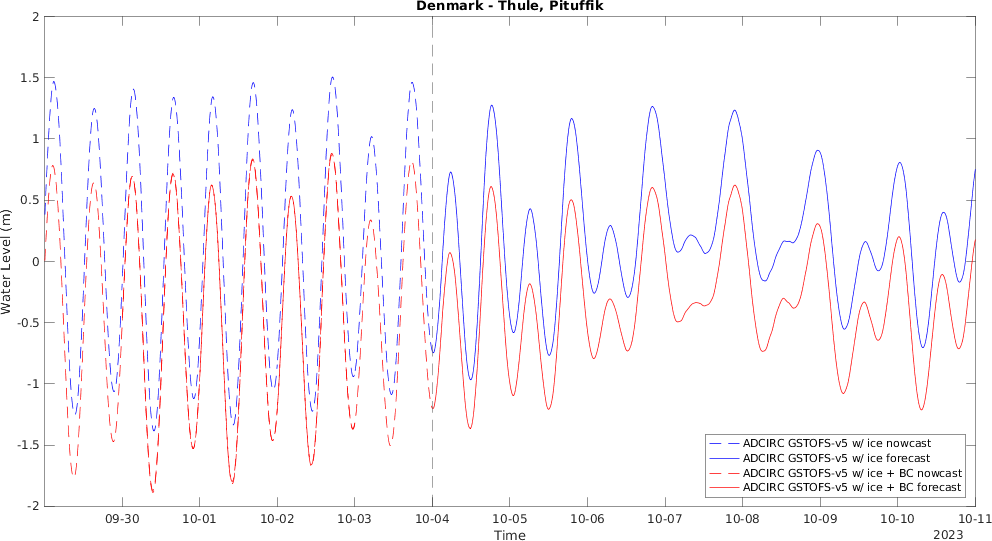 Denmark - Thule, Pituffik
2
1.5
1
0.5
0
-0.5
-1
-1.5
-2
Water Level (m)
ADCIRC GSTOFS-v5 w/ ice nowcast
ADCIRC GSTOFS-v5 w/ ice forecast
ADCIRC GSTOFS-v5 w/ ice + BC nowcast
ADCIRC GSTOFS-v5 w/ ice + BC forecast
09-30 10-01 10-02 10-03 10-04 10-05 10-06 10-07 10-08 10-09 10-10 10-11
Time
2023